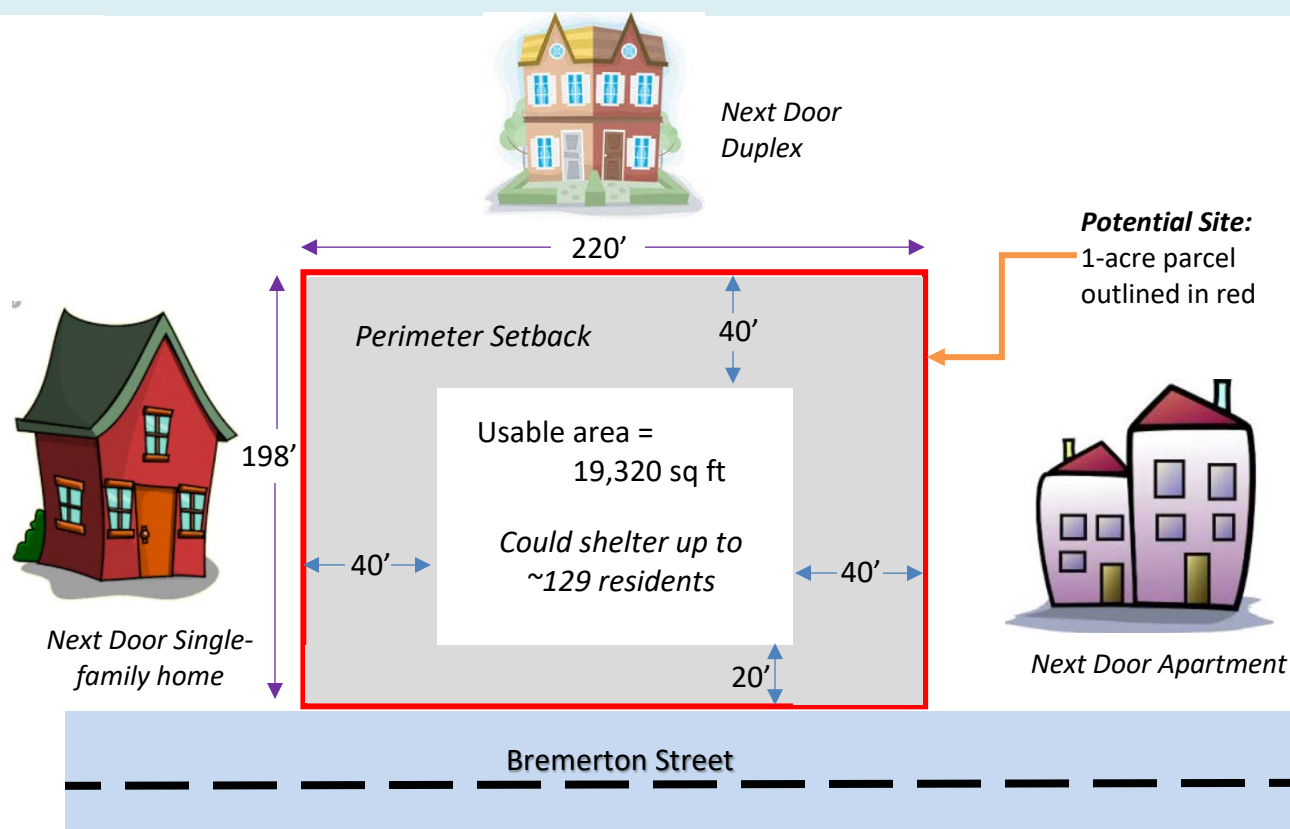 Next Door
Duplex
220’
Potential Site:
1-acre parcel
outlined in red
Perimeter Setback
40’
198’
Usable area =
19,320 sq ft
Could shelter up to
~129 residents
40’
40’
20’
Next Door Single-
family home
Next Door Apartment
Bremerton Street